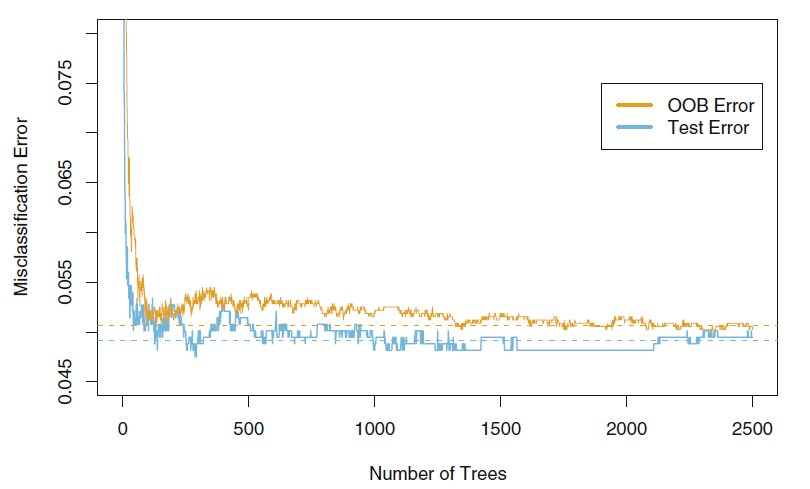 Misclassification Error
0.075
0.065
0.055
0.045
OOB Error
Test Error
0 500 1000 1500 2000 2500
Number of Trees